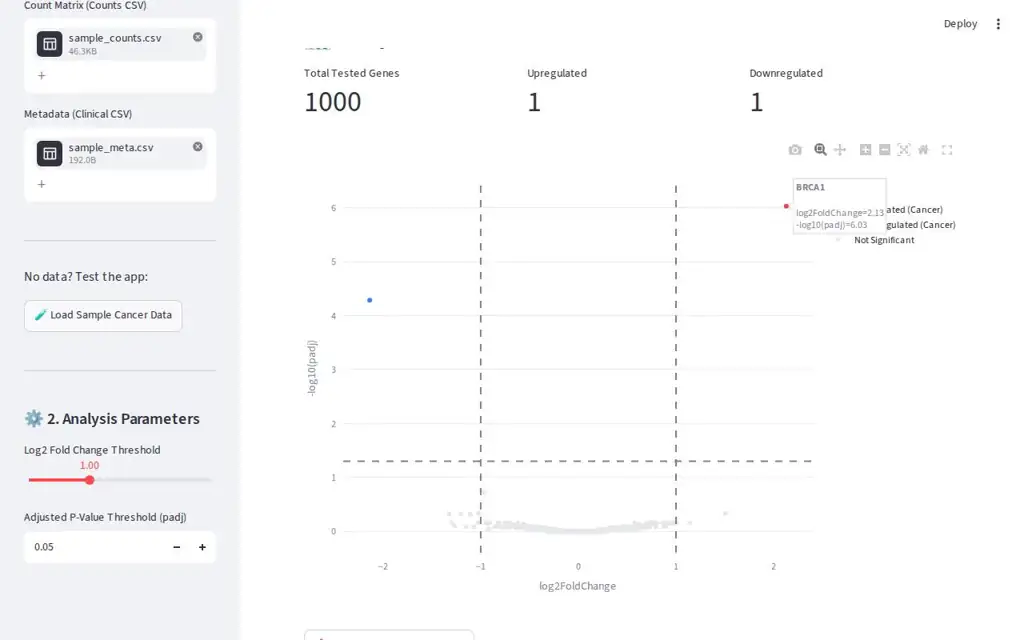 Count Matrix (Counts CSV)
sample_counts.csv
46.3KB
+
Metadata (Clinical CSV)
sample_meta.csv
192.0B
+
No data? Test the app:
Load Sample Cancer Data
2. Analysis Parameters
Log2 Fold Change Threshold
1.00
Adjusted P-Value Threshold (padj)
0.05
Deploy
Total Tested Genes
1000
Upregulated
1
Downregulated
1
BRCA1
log2FoldChange=2.13
-log10(padj)=6.03
ated (Cancer)
gulated (Cancer)
Not Significant
-log10(padj)
6
5
4
3
2
1
0
−2
−1
0
1
2
log2FoldChange